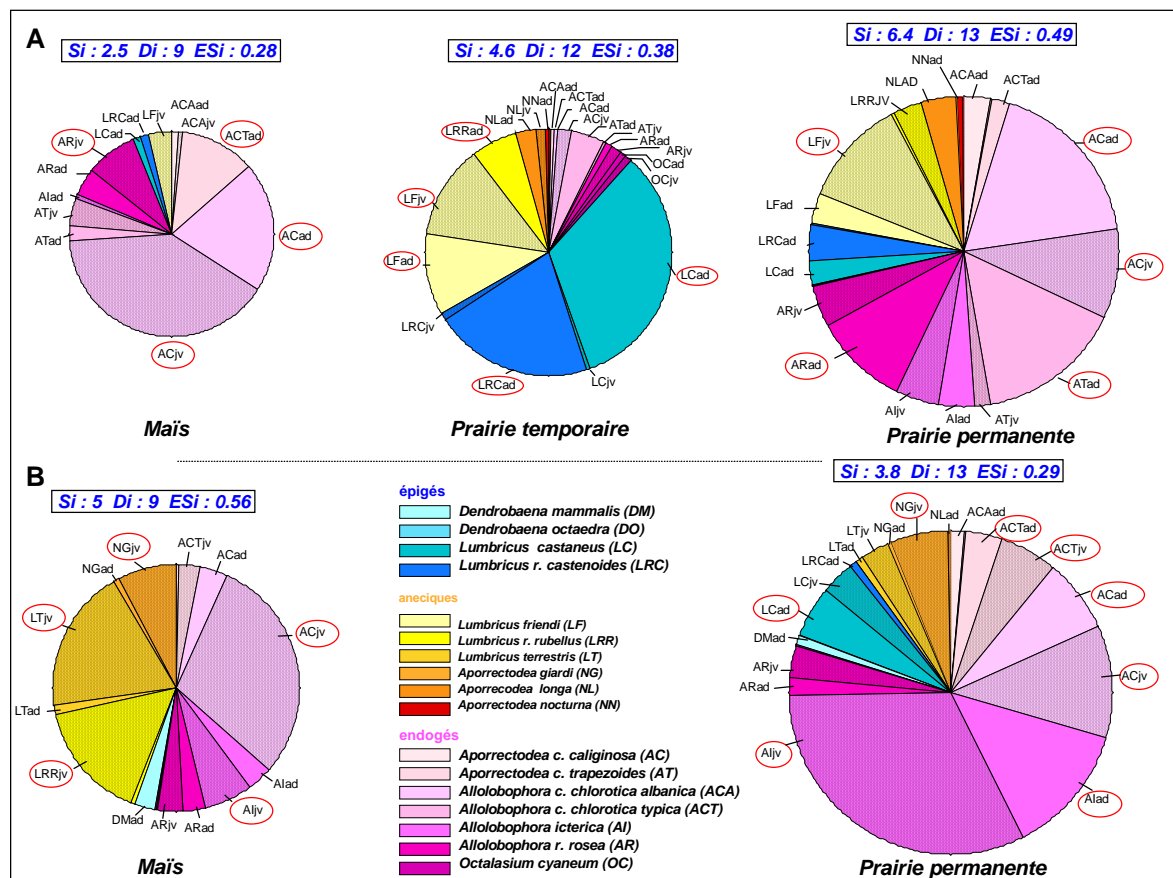 A
Si : 2.5 Di : 9 ESi : 0.28
ACAad
ACAjv
ACTad
ACad
ACjv
ATad
ATjv
AIad
ARad
ARjv
LCad
LRCad
LFjv
Maïs
Si : 4.6 Di : 12 ESi : 0.38
ACAad
ACTad
ACad
ACjv
ATad
ATjv
ARad
ARjv
OCad
OCjv
LCad
LCjv
LRCad
LRCjv
LFad
LFjv
LRRad
NLad
NLjv
NNad
Prairie temporaire
Si : 6.4 Di : 13 ESi : 0.49
ACAad
ACTad
ACad
ACjv
ATad
ATjv
AIad
AIjv
ARad
ARjv
LCad
LRCad
LFad
LFjv
LRRJV
NLAD
NNad
Prairie permanente
B
Si : 5 Di : 9 ESi : 0.56
ACTjv
ACad
ACjv
AIad
AIjv
ARad
ARjv
DMad
LRRjv
LTad
LTjv
NGad
NGjv
Maïs
épigés
Dendrobaena mammalis (DM)
Dendrobaena octaedra (DO)
Lumbricus castaneus (LC)
Lumbricus r. castenoides (LRC)
aneciques
Lumbricus friendi (LF)
Lumbricus r. rubellus (LRR)
Lumbricus terrestris (LT)
Aporrectodea giardi (NG)
Aporrecodea longa (NL)
Aporrectodea nocturna (NN)
endogés
Aporrectodea c. caliginosa (AC)
Aporrectodea c. trapezoides (AT)
Allolobophora c. chlorotica albanica (ACA)
Allolobophora c. chlorotica typica (ACT)
Allolobophora icterica (AI)
Allolobophora r. rosea (AR)
Octalasium cyaneum (OC)
Si : 3.8 Di : 13 ESi : 0.29
ACAad
ACTad
ACTjv
ACad
ACjv
AIad
AIjv
ARad
ARjv
DMad
LCad
LCjv
LRCad
LTad
LTjv
NGad
NGjv
NLad
Prairie permanente